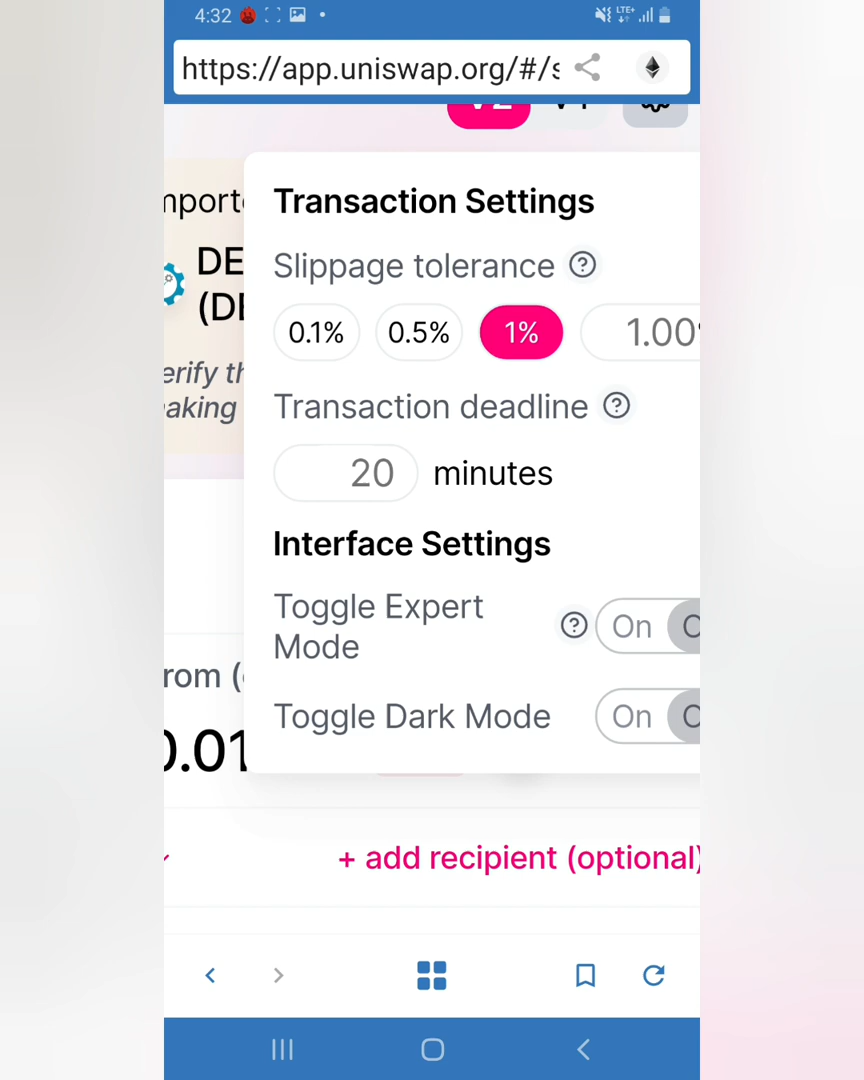 4:32 LTE+
https://app.uniswap.org/#/s
Transaction Settings
DE
(DE
Slippage tolerance ?
0.1% 0.5% 1% 1.00
erify th
aking
Transaction deadline ?
20 minutes
Interface Settings
Toggle Expert
Mode
? On
rom (
Toggle Dark Mode On
0.01
+ add recipient (optional)